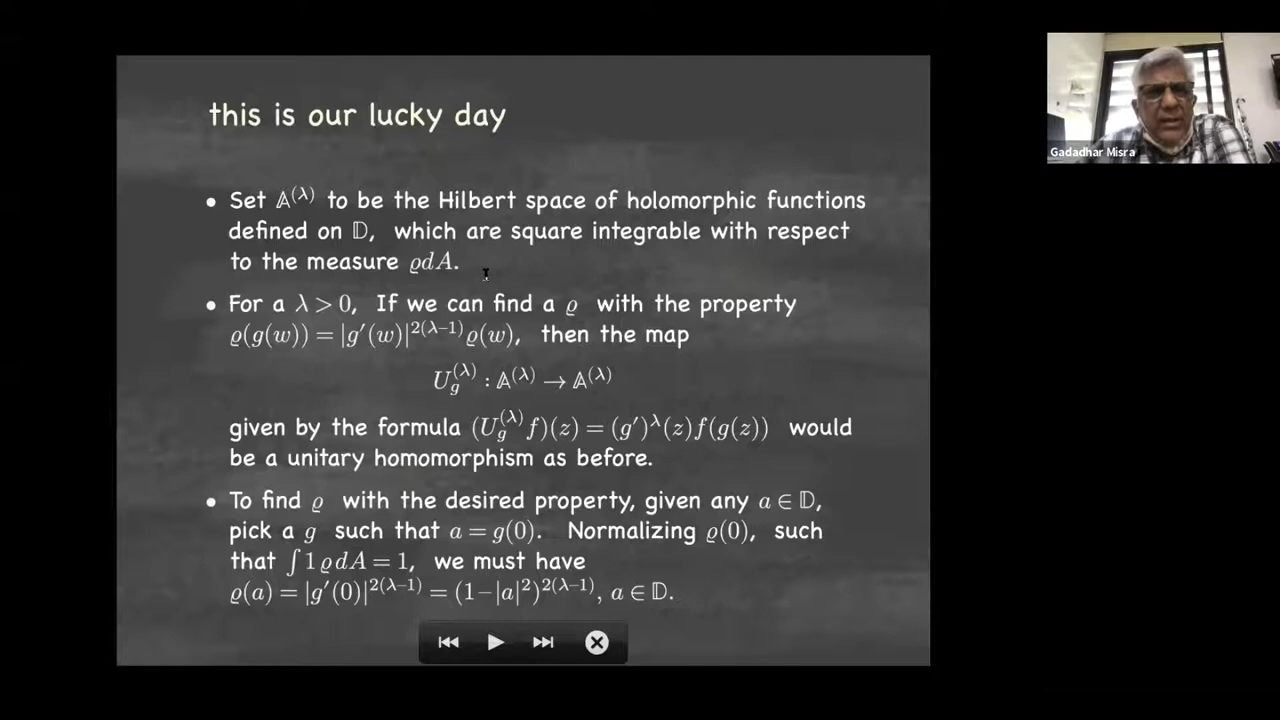 this is our lucky day
• Set 𝔸^(λ) to be the Hilbert space of holomorphic functions
defined on 𝔻, which are square integrable with respect
to the measure ϱdA.
• For a λ > 0, If we can find a ϱ with the property
ϱ(g(w)) = |g′(w)|^{2(λ−1)}ϱ(w), then the map
U_g^{(λ)} : 𝔸^(λ) → 𝔸^(λ)
given by the formula (U_g^{(λ)} f)(z) = (g′)^λ(z)f(g(z)) would
be a unitary homomorphism as before.
• To find ϱ with the desired property, given any a ∈ 𝔻,
pick a g such that a = g(0). Normalizing ϱ(0), such
that ∫ 1 ϱ dA = 1, we must have
ϱ(a) = |g′(0)|^{2(λ−1)} = (1−|a|²)^{2(λ−1)}, a ∈ 𝔻.
Gadadhar Misra